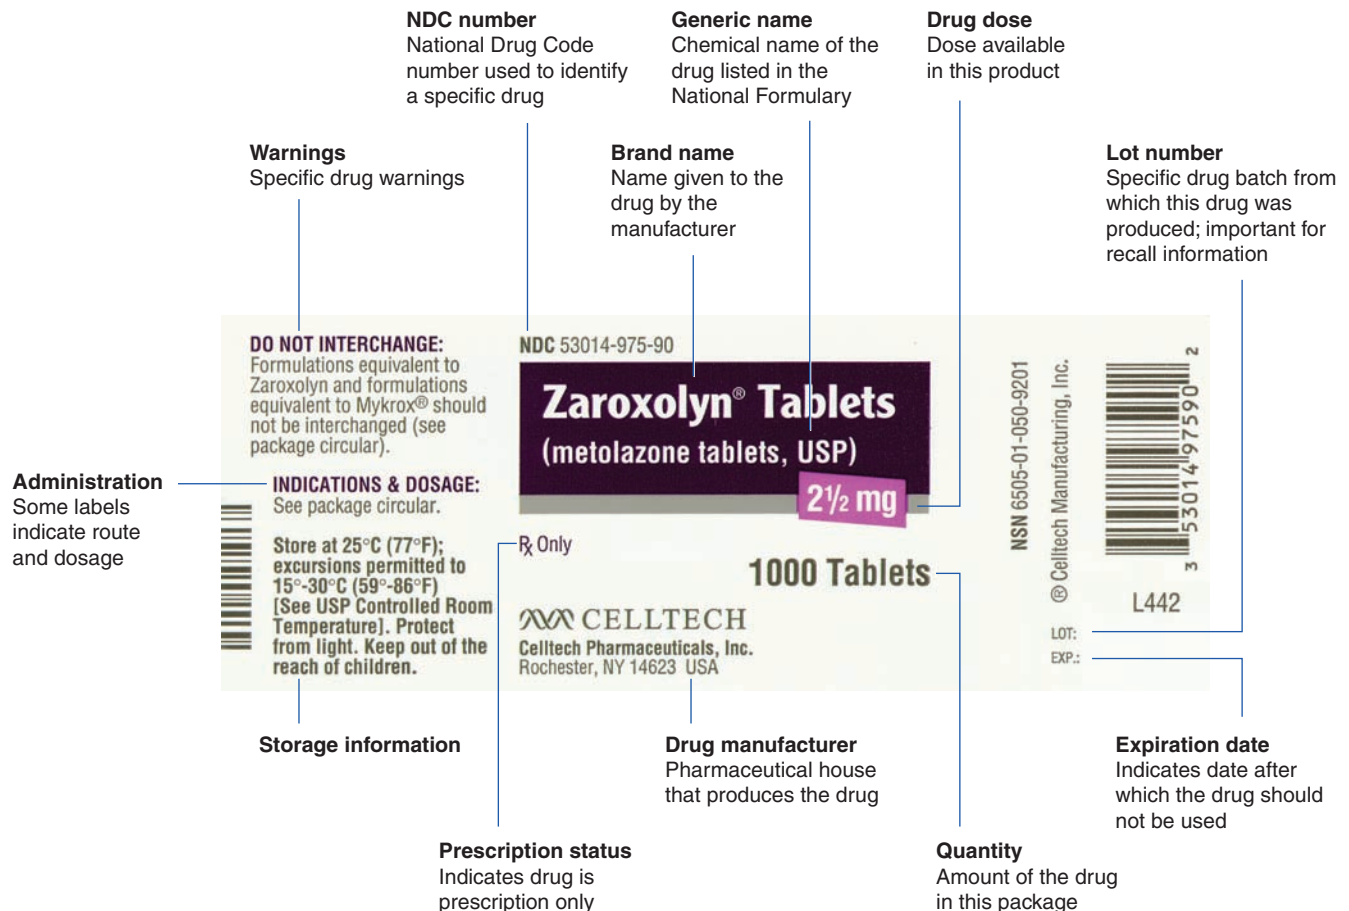 NDC number
National Drug Code
number used to identify
a specific drug
Generic name
Chemical name of the
drug listed in the
National Formulary
Drug dose
Dose available
in this product
Warnings
Specific drug warnings
Brand name
Name given to the
drug by the
manufacturer
Lot number
Specific drug batch from
which this drug was
produced; important for
recall information
DO NOT INTERCHANGE:
Formulations equivalent to
Zaroxolyn and formulations
equivalent to Mykrox® should
not be interchanged (see
package circular).
Administration
Some labels
indicate route
and dosage
INDICATIONS & DOSAGE:
See package circular.
Store at 25°C (77°F);
excursions permitted to
15°-30°C (59°-86°F)
[See USP Controlled Room
Temperature]. Protect
from light. Keep out of the
reach of children.
NDC 53014-975-90
Zaroxolyn® Tablets
(metolazone tablets, USP)
2½ mg
℞ Only
1000 Tablets
CELLTECH
Celltech Pharmaceuticals, Inc.
Rochester, NY 14623 USA
NSN 6505-01-050-9201
® Celltech Manufacturing, Inc.
3 53014 97590 2
L442
LOT:
EXP.:
Storage information
Drug manufacturer
Pharmaceutical house
that produces the drug
Expiration date
Indicates date after
which the drug should
not be used
Prescription status
Indicates drug is
prescription only
Quantity
Amount of the drug
in this package